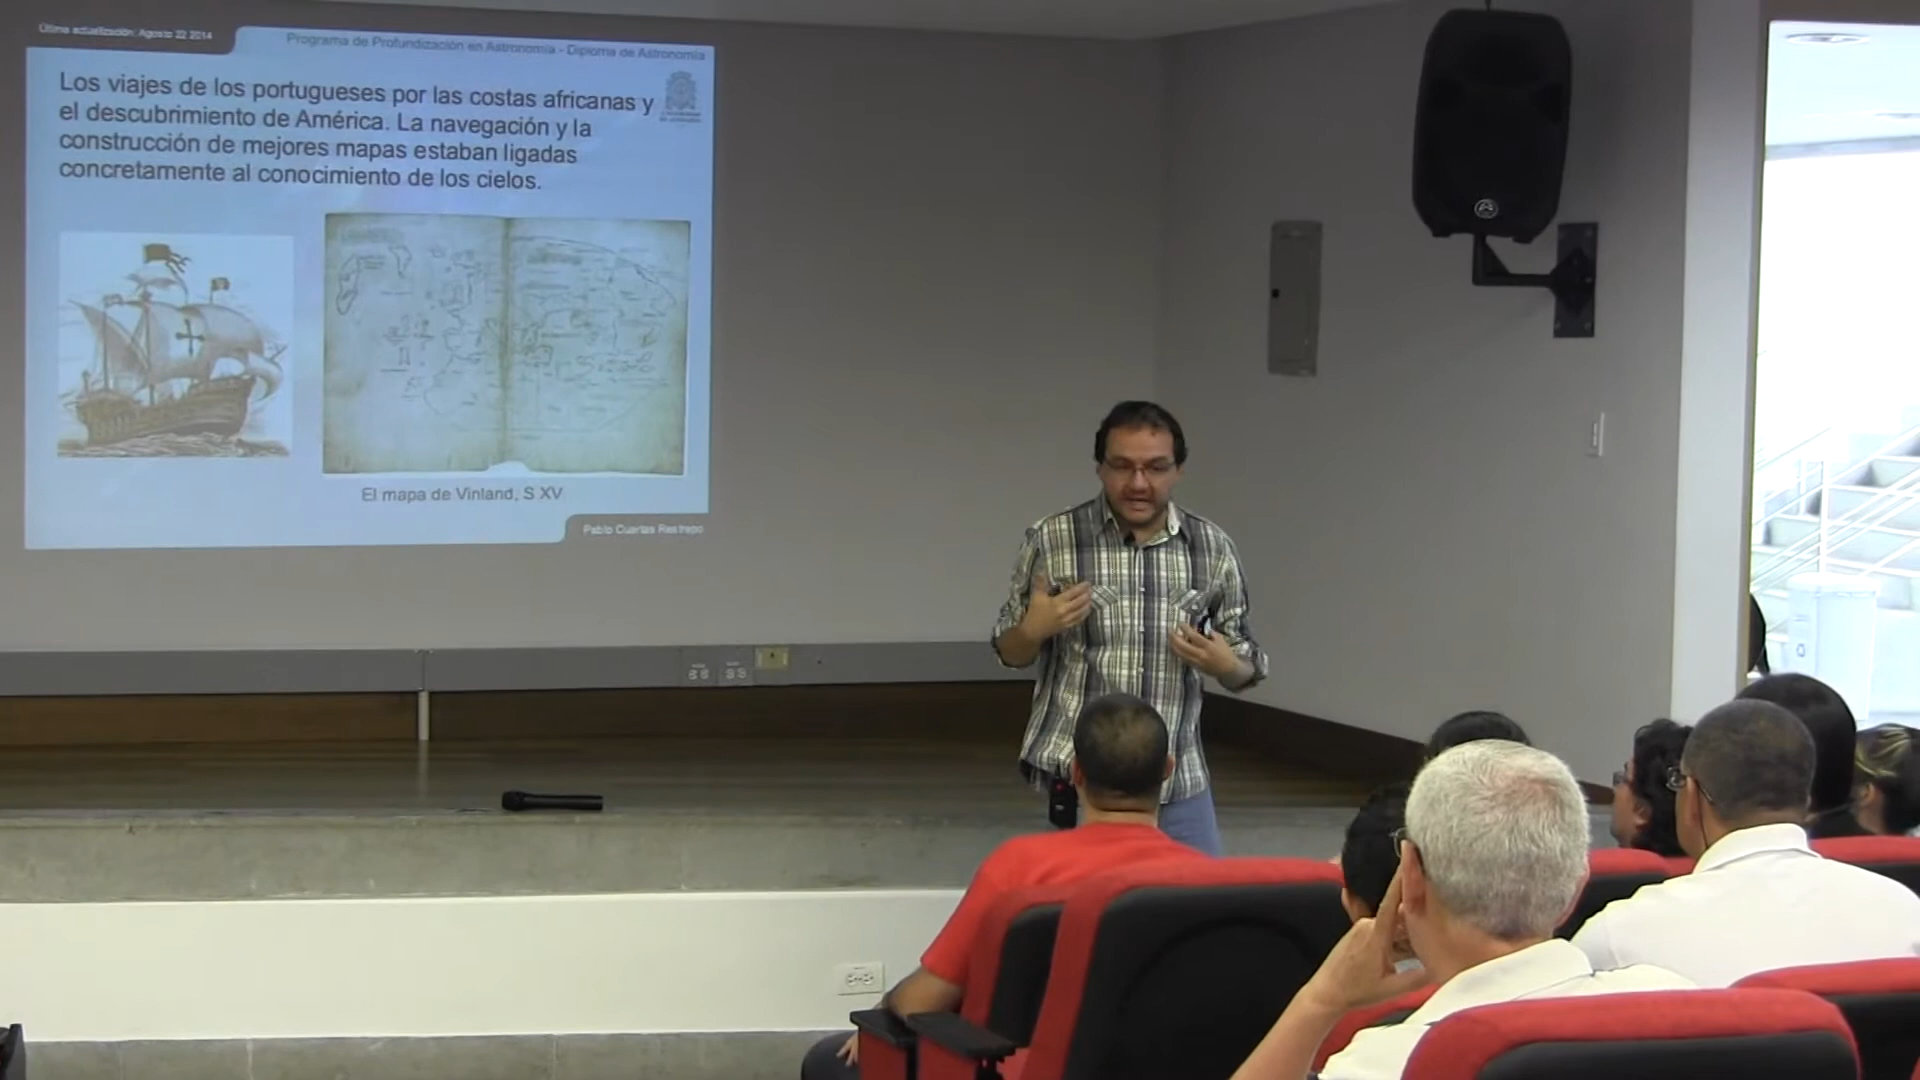 Última actualización: Agosto 22 2014
Programa de Profundización en Astronomía - Diploma de Astronomía
Los viajes de los portugueses por las costas africanas y
el descubrimiento de América. La navegación y la
construcción de mejores mapas estaban ligadas
concretamente al conocimiento de los cielos.
El mapa de Vinland, S XV
Pablo Cuartas Restrepo